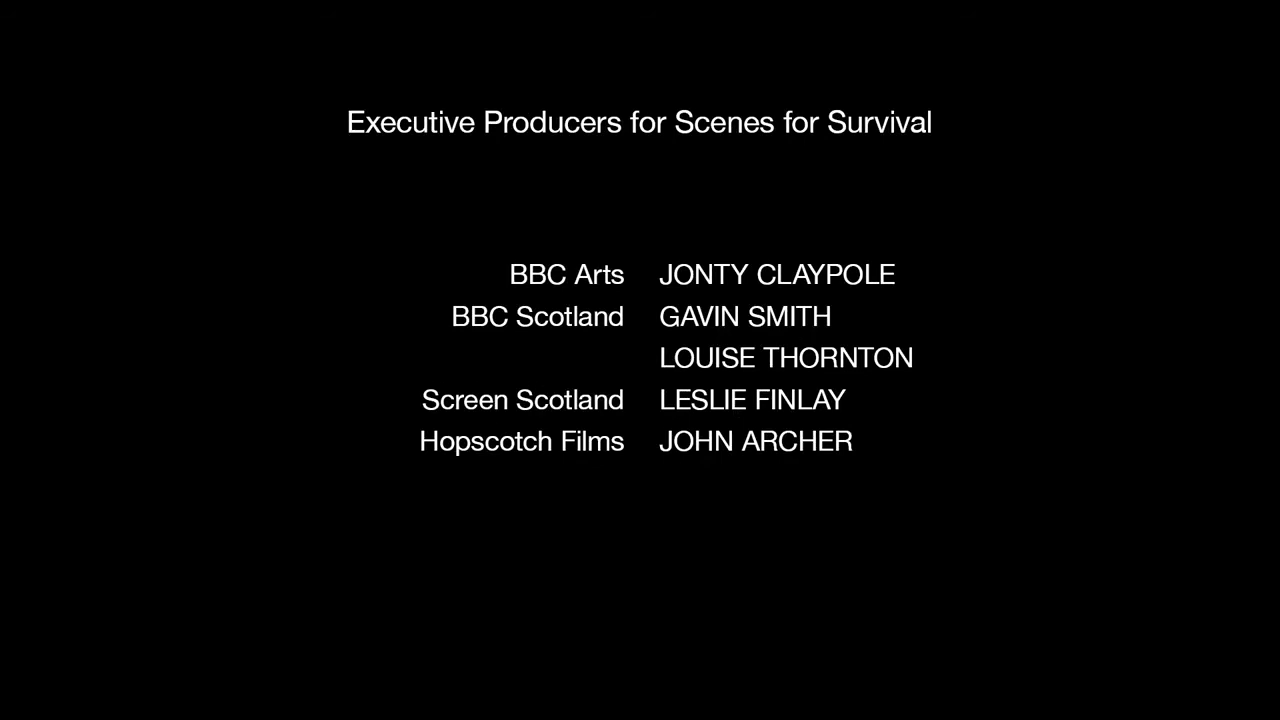 Executive Producers for Scenes for Survival
BBC Arts JONTY CLAYPOLE
BBC Scotland GAVIN SMITH
LOUISE THORNTON
Screen Scotland LESLIE FINLAY
Hopscotch Films JOHN ARCHER